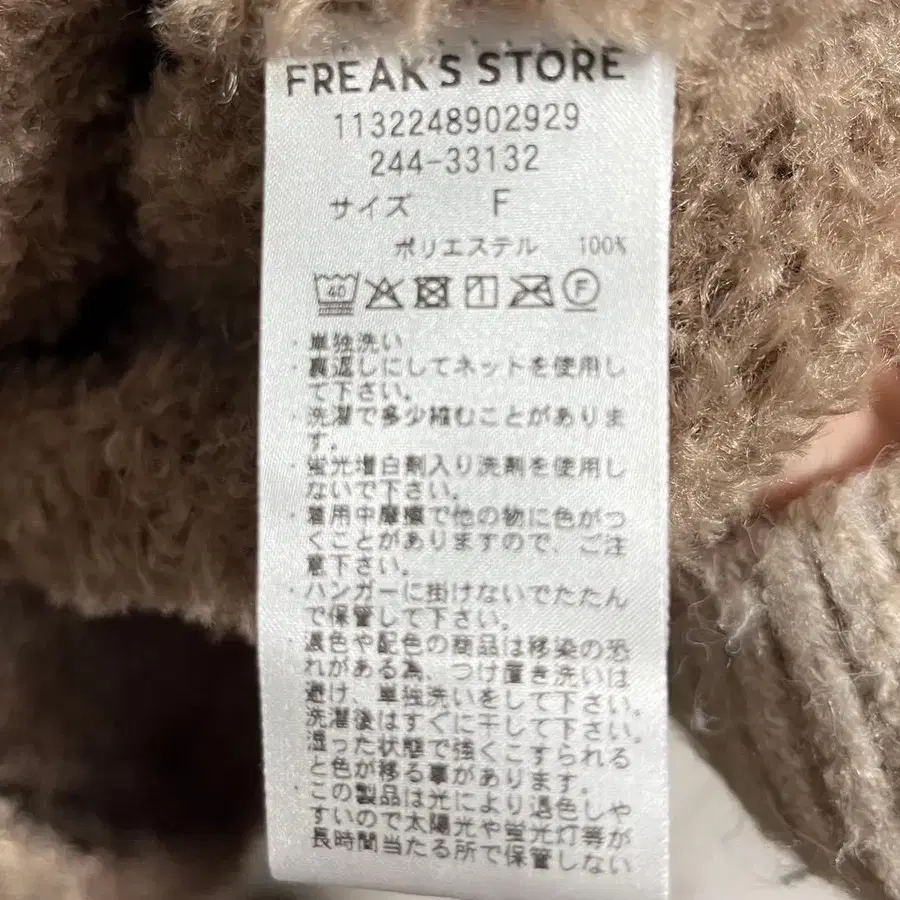 FREAK'S STORE
1132248902929
244-33132
サイズ F
ポリエステル 100%
40 F
・単独洗い
・裏返しにしてネットを使用し
て下さい。
・洗濯で多少縮むことがありま
す。
・蛍光増白剤入り洗剤を使用し
ないで下さい。
・着用中摩擦で他の物に色がつ
くことがありますので、ご注
意下さい。
・ハンガーに掛けないでたたん
で保管して下さい。
・濃色や配色の商品は移染の恐
れがある為、つけ置き洗いは
避け、単独洗いをして下さい。
洗濯後はすぐに干して下さい。
湿った状態で強くこすられる
と色が移る事があります。
・この製品は光により退色しや
すいので太陽光や蛍光灯等が
長時間当たる所で保管しない